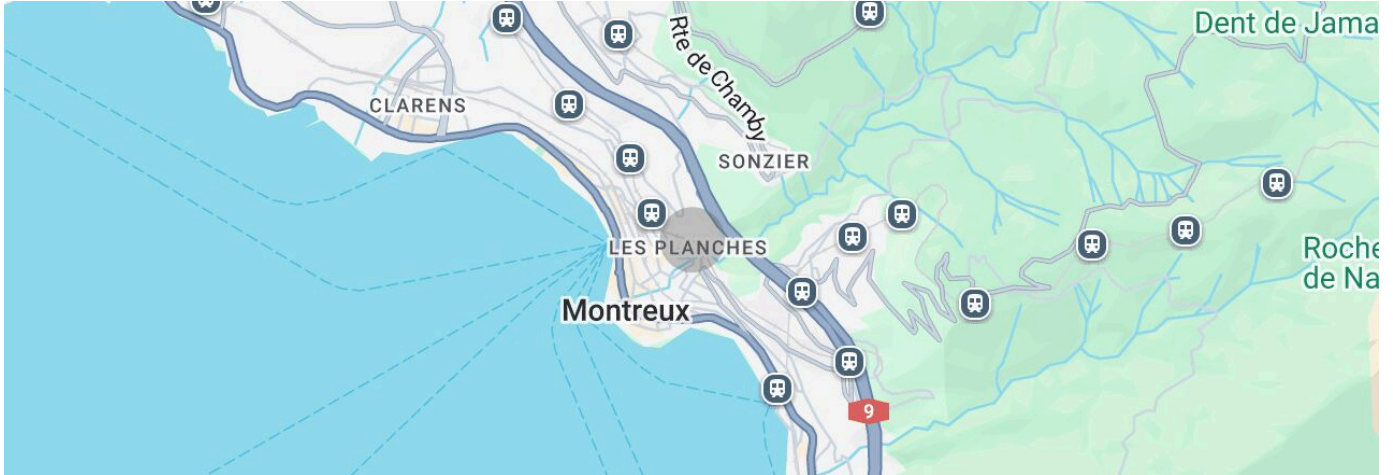 Dent de Jama
Rte de Chamby
CLARENS
SONZIER
LES PLANCHES
Roche
de Na
Montreux
9